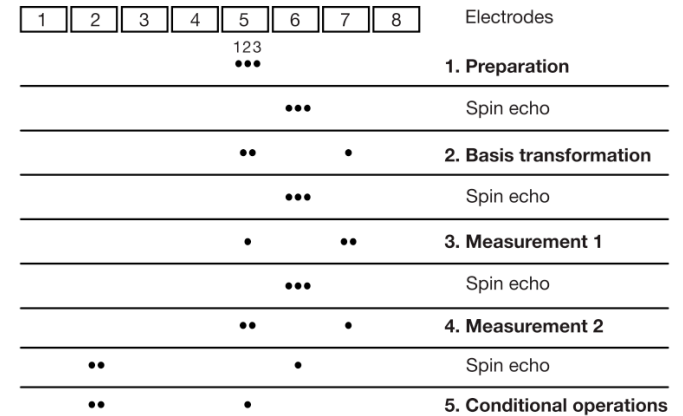 1 2 3 4 5 6 7 8 Electrodes
123
1. Preparation
Spin echo
2. Basis transformation
Spin echo
3. Measurement 1
Spin echo
4. Measurement 2
Spin echo
5. Conditional operations